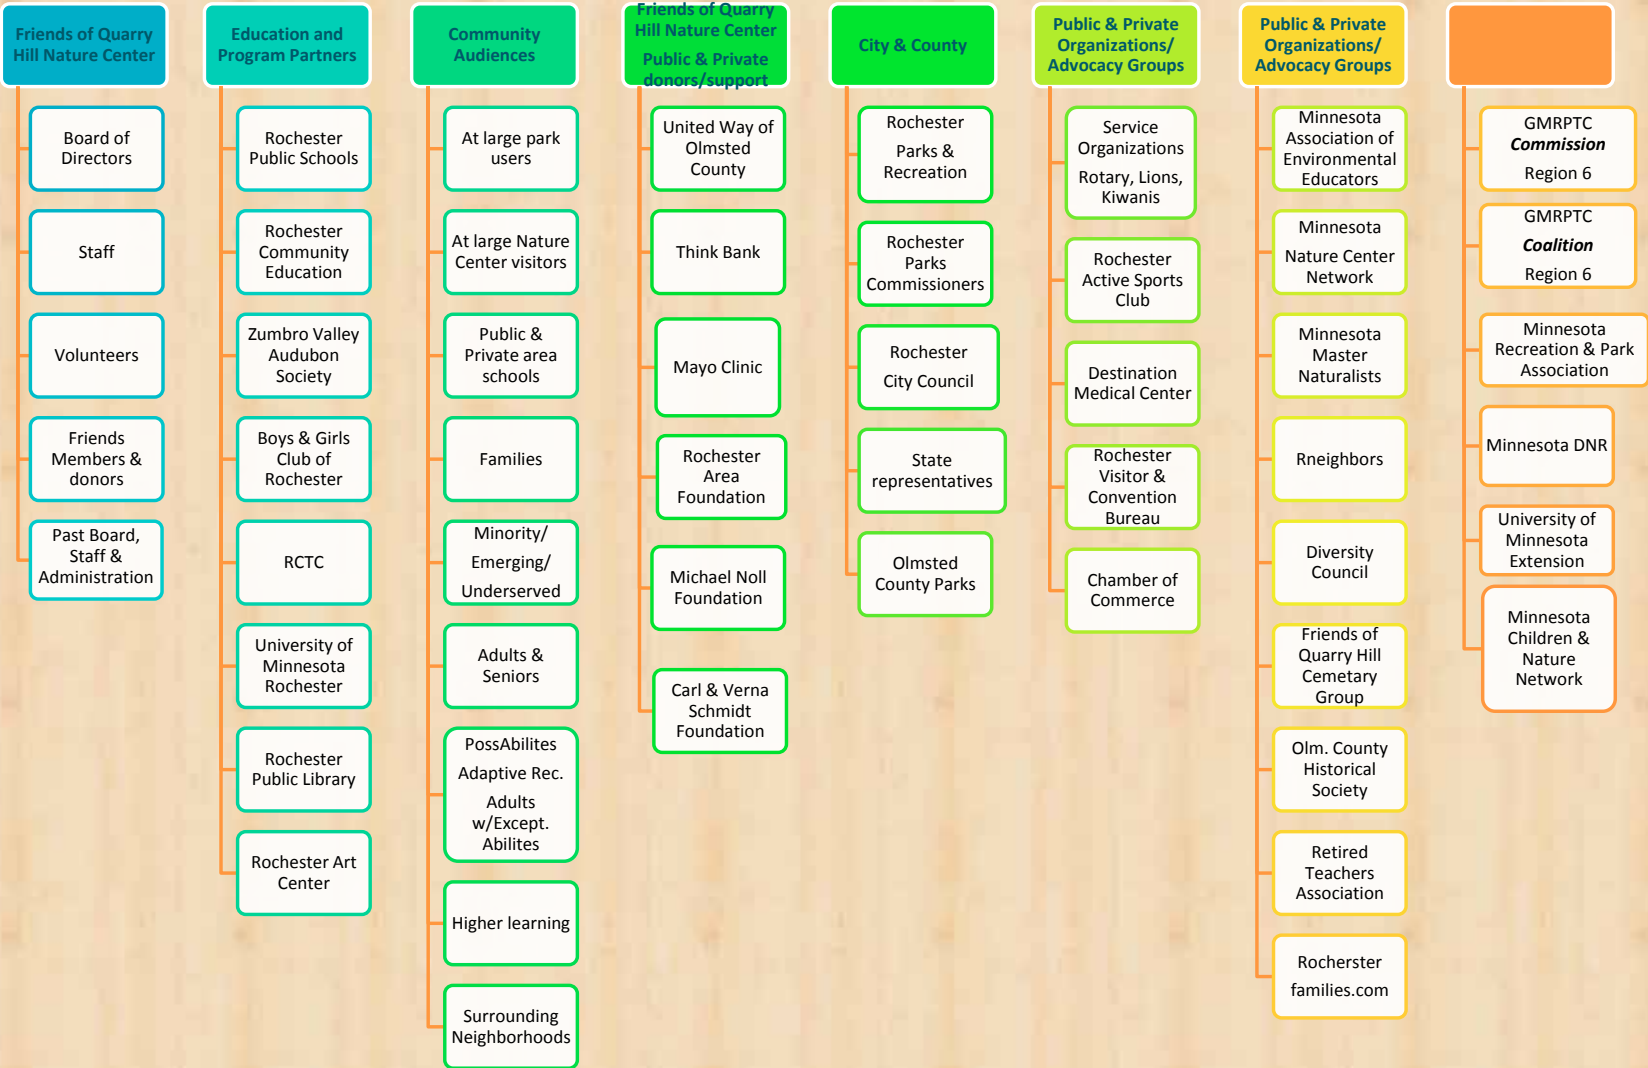 Friends of Quarry
Hill Nature Center
Board of
Directors
Staff
Volunteers
Friends
Members &
donors
Past Board,
Staff &
Administration
Education and
Program Partners
Rochester
Public Schools
Rochester
Community
Education
Zumbro Valley
Audubon
Society
Boys & Girls
Club of
Rochester
RCTC
University of
Minnesota
Rochester
Rochester
Public Library
Rochester Art
Center
Community
Audiences
At large park
users
At large Nature
Center visitors
Public &
Private area
schools
Families
Minority/
Emerging/
Underserved
Adults &
Seniors
PossAbilites
Adaptive Rec.
Adults
w/Except.
Abilites
Higher learning
Surrounding
Neighborhoods
Friends of Quarry
Hill Nature Center
Public & Private
donors/support
United Way of
Olmsted
County
Think Bank
Mayo Clinic
Rochester
Area
Foundation
Michael Noll
Foundation
Carl & Verna
Schmidt
Foundation
City & County
Rochester
Parks &
Recreation
Rochester
Parks
Commissioners
Rochester
City Council
State
representatives
Olmsted
County Parks
Public & Private
Organizations/
Advocacy Groups
Service
Organizations
Rotary, Lions,
Kiwanis
Rochester
Active Sports
Club
Destination
Medical Center
Rochester
Visitor &
Convention
Bureau
Chamber of
Commerce
Public & Private
Organizations/
Advocacy Groups
Minnesota
Association of
Environmental
Educators
Minnesota
Nature Center
Network
Minnesota
Master
Naturalists
Rneighbors
Diversity
Council
Friends of
Quarry Hill
Cemetary
Group
Olm. County
Historical
Society
Retired
Teachers
Association
Rocherster
families.com
GMRPTC
Commission
Region 6
GMRPTC
Coalition
Region 6
Minnesota
Recreation & Park
Association
Minnesota DNR
University of
Minnesota
Extension
Minnesota
Children &
Nature
Network